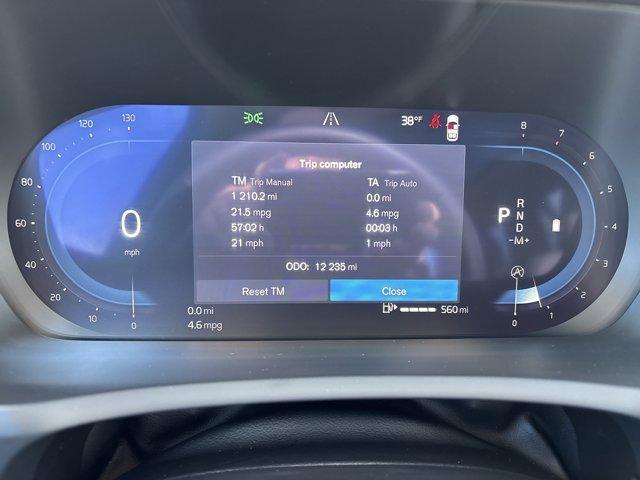 38°F
Trip computer
TM Trip Manual TA Trip Auto
1 210.2 mi 0.0 mi
21.5 mpg 4.6 mpg
57:02 h 00:03 h
21 mph 1 mph
ODO: 12 235 mi
Reset TM Close
130
120
100
80
60
40
20
10
0
0
mph
8
7
6
5
4
3
2
1
0
P
R
N
D
-M+
A
0.0 mi
4.6 mpg
560 mi